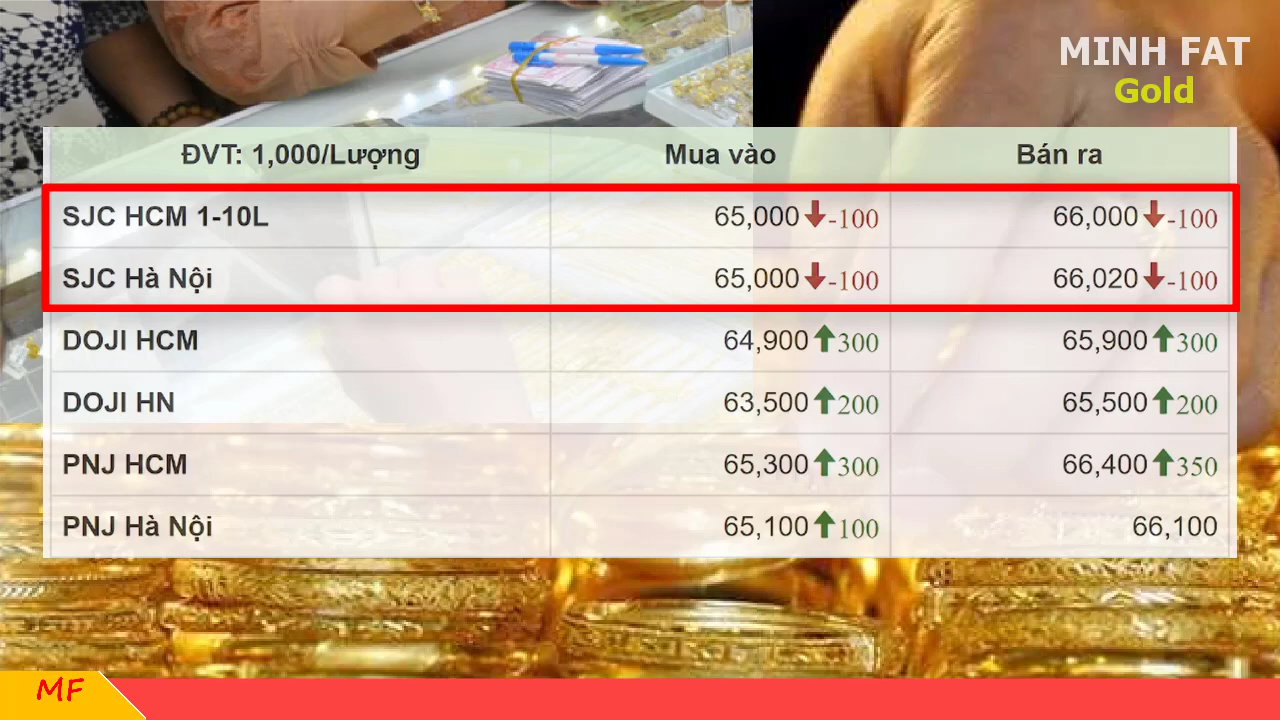 MINH FAT
Gold
ĐVT: 1,000/Lượng Mua vào Bán ra
SJC HCM 1-10L 65,000 -100 66,000 -100
SJC Hà Nội 65,000 -100 66,020 -100
DOJI HCM 64,900 300 65,900 300
DOJI HN 63,500 200 65,500 200
PNJ HCM 65,300 300 66,400 350
PNJ Hà Nội 65,100 100 66,100
MF